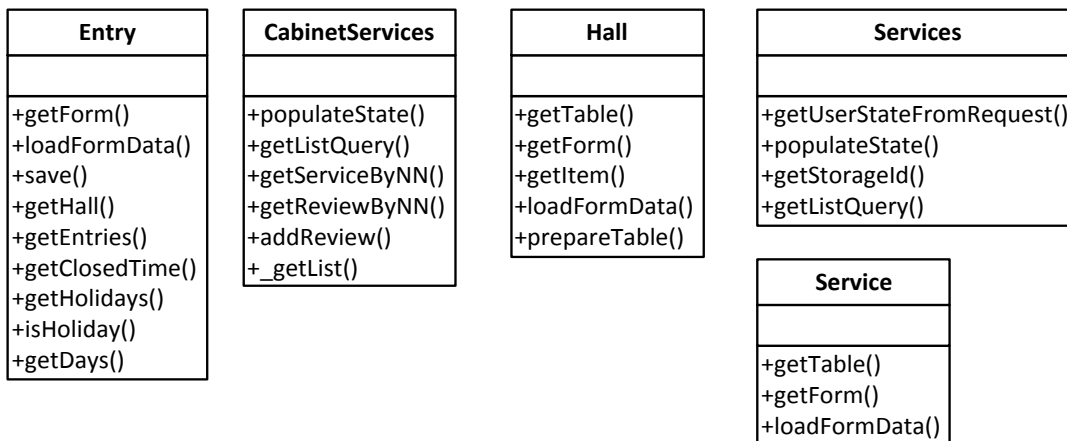 Entry
+getForm()
+loadFormData()
+save()
+getHall()
+getEntries()
+getClosedTime()
+getHolidays()
+isHoliday()
+getDays()
CabinetServices
+populateState()
+getListQuery()
+getServiceByNN()
+getReviewByNN()
+addReview()
+_getList()
Hall
+getTable()
+getForm()
+getItem()
+loadFormData()
+prepareTable()
Services
+getUserStateFromRequest()
+populateState()
+getStorageId()
+getListQuery()
Service
+getTable()
+getForm()
+loadFormData()